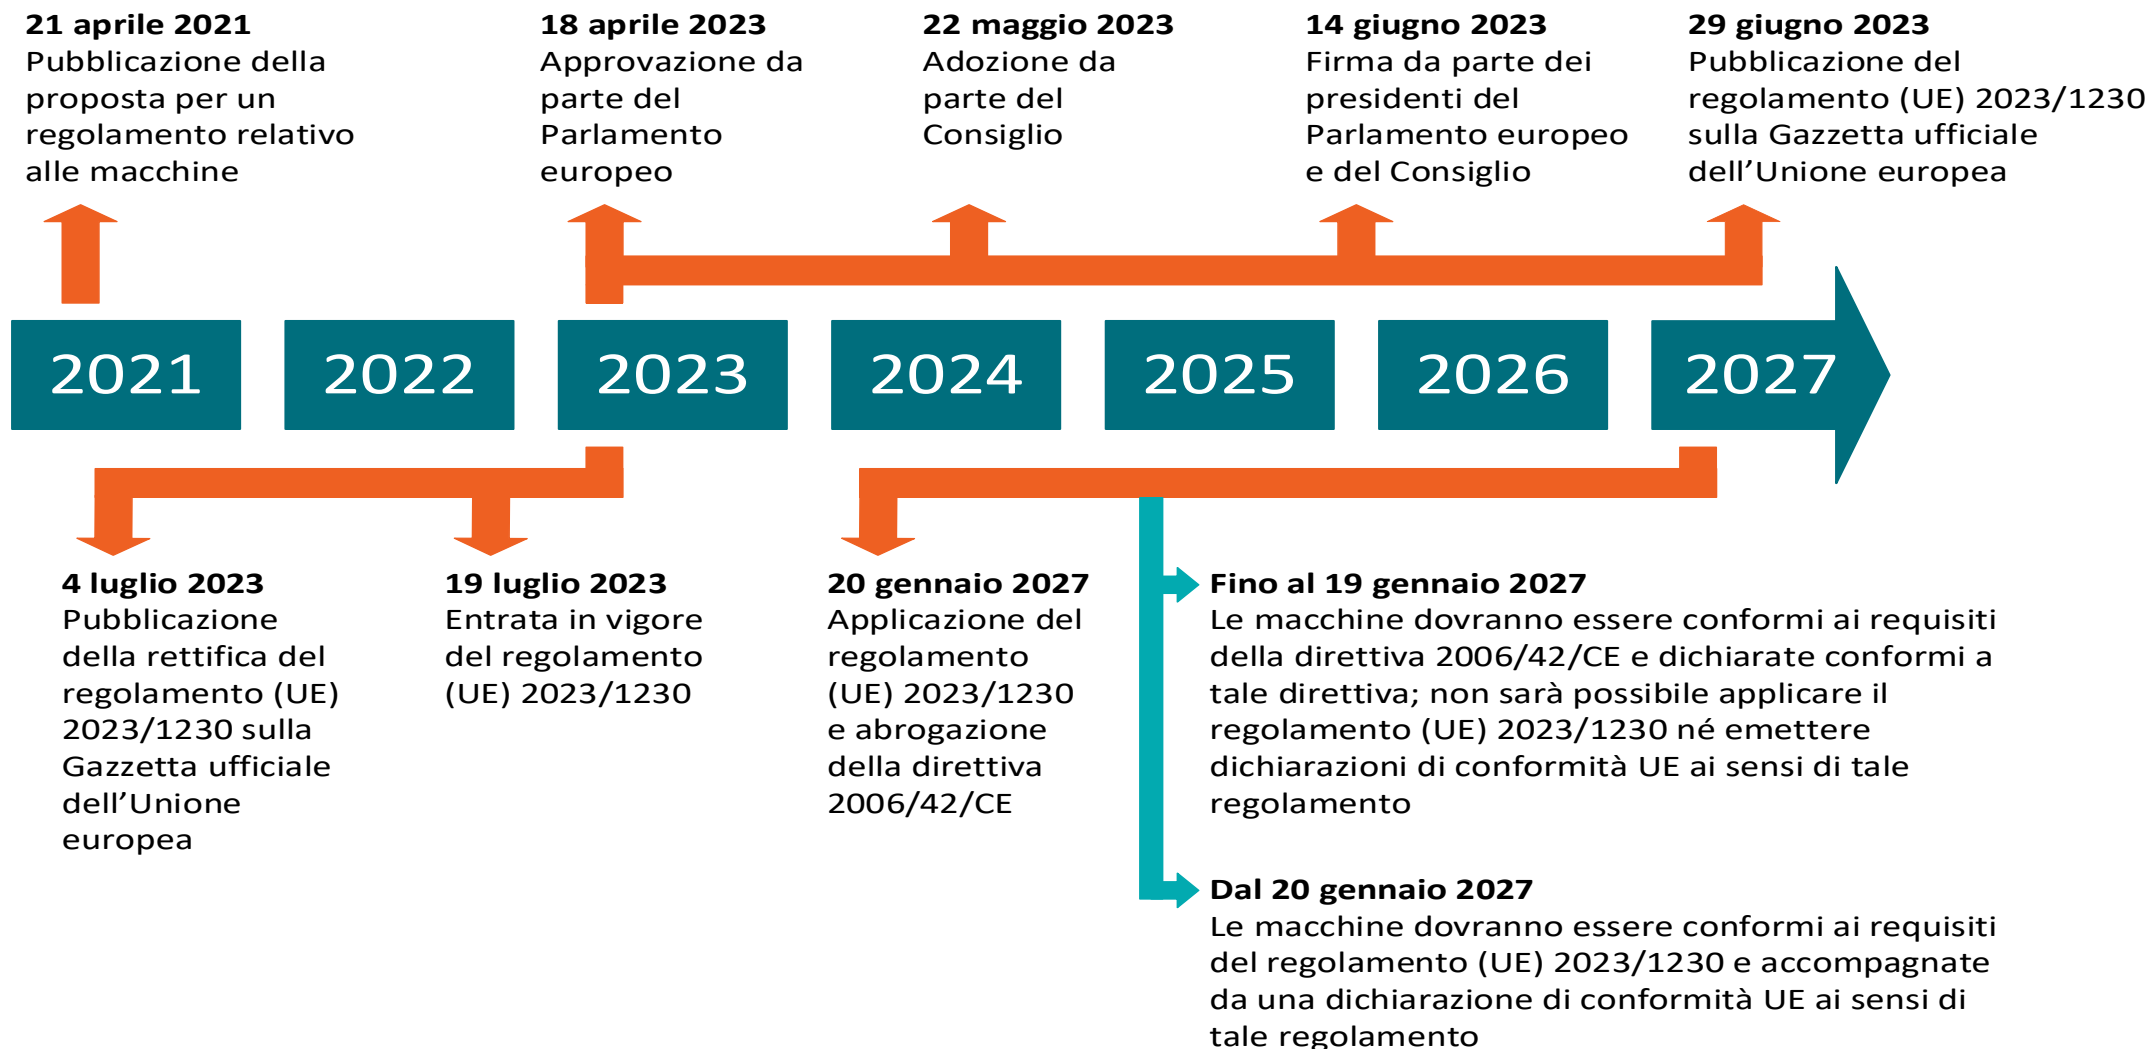 21 aprile 2021
Pubblicazione della
proposta per un
regolamento relativo
alle macchine
18 aprile 2023
Approvazione da
parte del
Parlamento
europeo
22 maggio 2023
Adozione da
parte del
Consiglio
14 giugno 2023
Firma da parte dei
presidenti del
Parlamento europeo
e del Consiglio
29 giugno 2023
Pubblicazione del
regolamento (UE) 2023/1230
sulla Gazzetta ufficiale
dell’Unione europea
2021
2022
2023
2024
2025
2026
2027
4 luglio 2023
Pubblicazione
della rettifica del
regolamento (UE)
2023/1230 sulla
Gazzetta ufficiale
dell’Unione
europea
19 luglio 2023
Entrata in vigore
del regolamento
(UE) 2023/1230
20 gennaio 2027
Applicazione del
regolamento
(UE) 2023/1230
e abrogazione
della direttiva
2006/42/CE
Fino al 19 gennaio 2027
Le macchine dovranno essere conformi ai requisiti
della direttiva 2006/42/CE e dichiarate conformi a
tale direttiva; non sarà possibile applicare il
regolamento (UE) 2023/1230 né emettere
dichiarazioni di conformità UE ai sensi di tale
regolamento
Dal 20 gennaio 2027
Le macchine dovranno essere conformi ai requisiti
del regolamento (UE) 2023/1230 e accompagnate
da una dichiarazione di conformità UE ai sensi di
tale regolamento